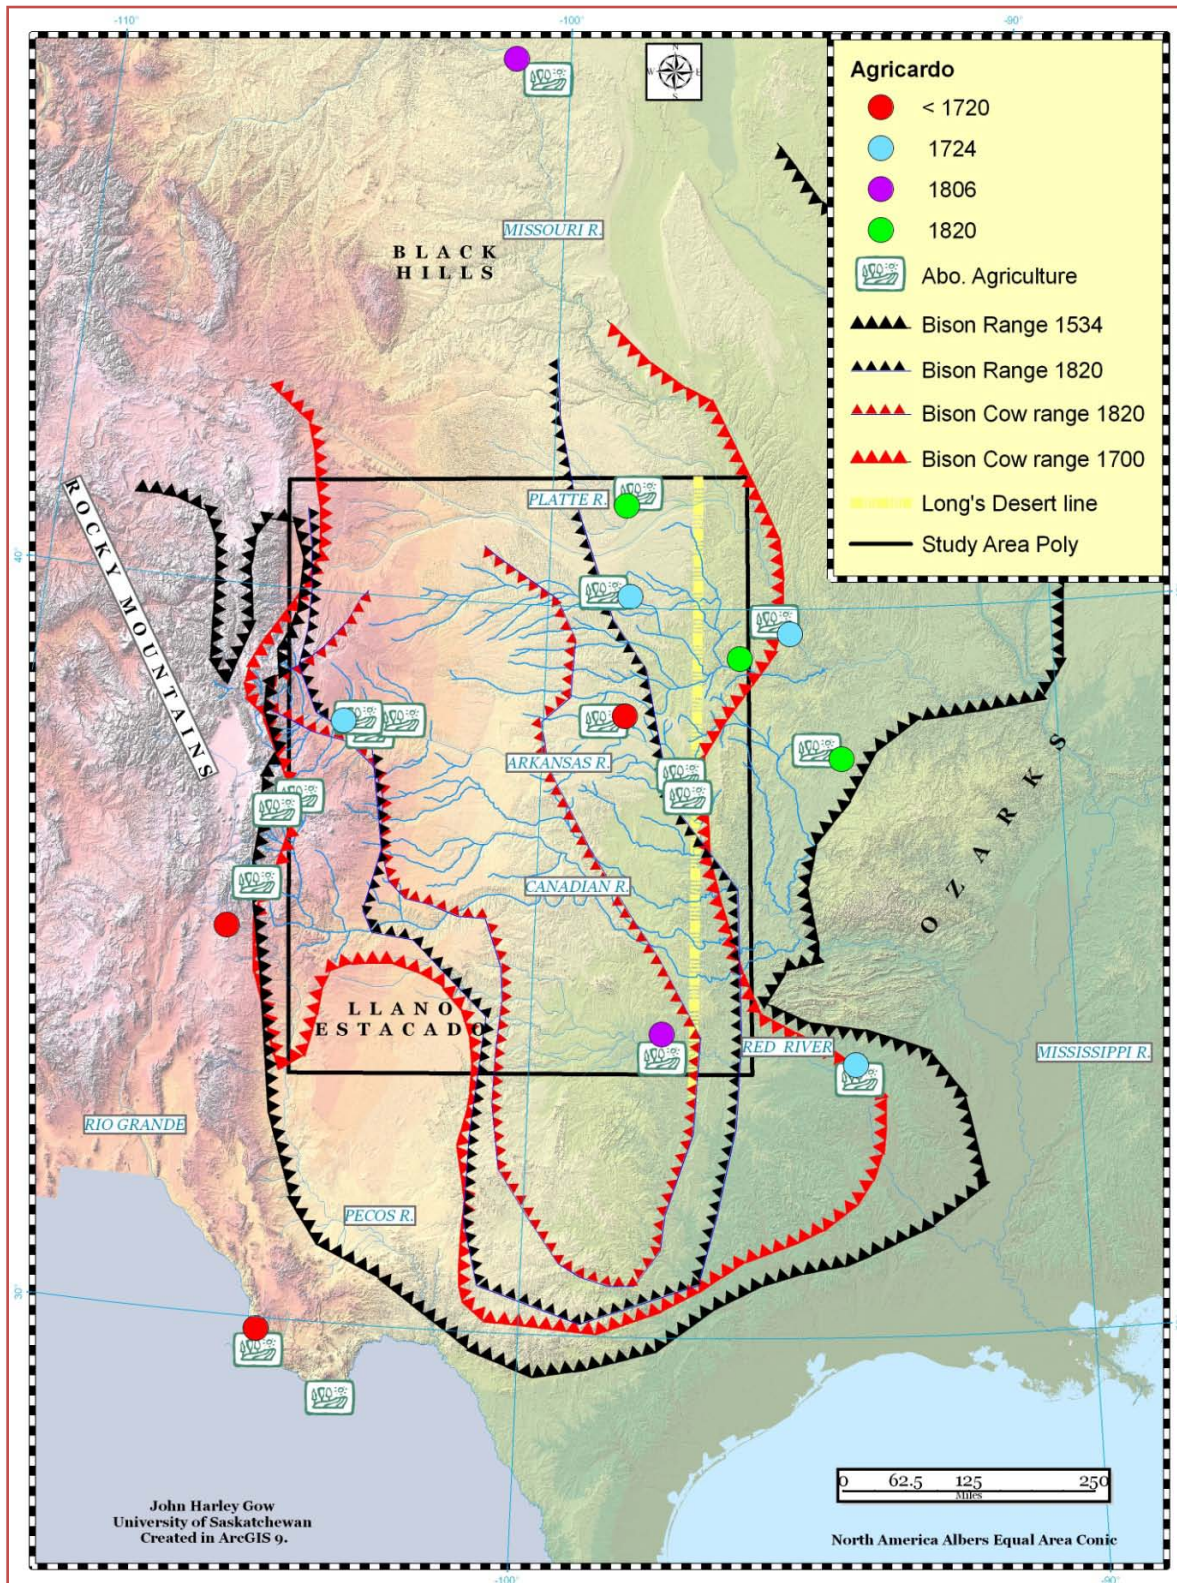 -110°
-100°
-90°
N
W E
S
Agricardo
< 1720
1724
1806
1820
Abo. Agriculture
Bison Range 1534
Bison Range 1820
Bison Cow range 1820
Bison Cow range 1700
Long's Desert line
Study Area Poly
MISSOURI R.
BLACK
HILLS
PLATTE R.
ROCKY MOUNTAINS
40°
ARKANSAS R.
OZARKS
CANADIAN R.
LLANO
ESTACADO
RED RIVER
MISSISSIPPI R.
RIO GRANDE
PECOS R.
30°
0 62.5 125 250
Miles
John Harley Gow
University of Saskatchewan
Created in ArcGIS 9.
North America Albers Equal Area Conic
-100°
-90°